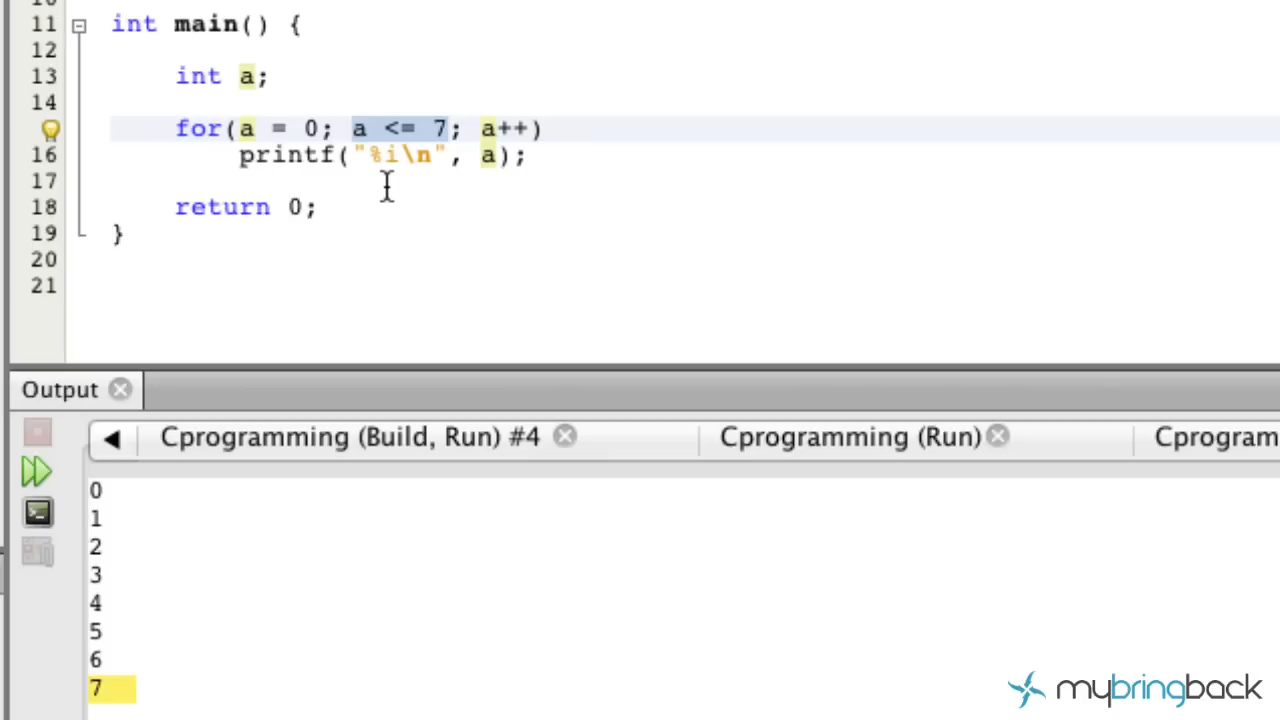 11 int main() {
12
13 int a;
14
for(a = 0; a <= 7; a++)
16 printf("%i\n", a);
17
18 return 0;
19 }
20
21
Output
Cprogramming (Build, Run) #4 Cprogramming (Run) Cprogram
0
1
2
3
4
5
6
7
mybringback